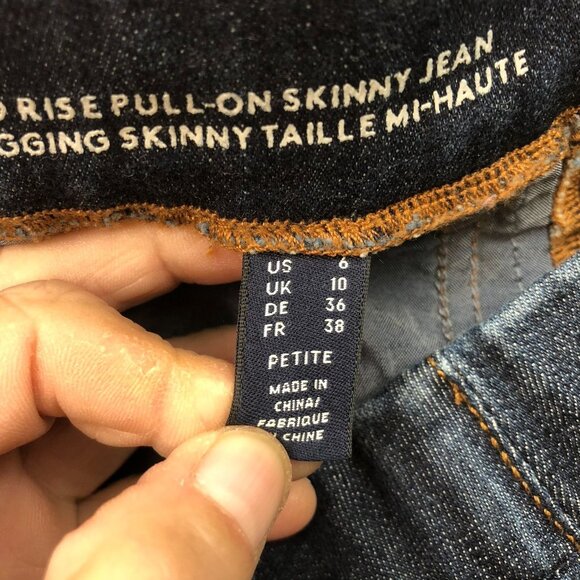 RISE PULL-ON SKINNY JEAN
GGING SKINNY TAILLE MI-HAUTE
US 6
UK 10
DE 36
FR 38
PETITE
MADE IN
CHINA/
FABRIQUE
CHINE